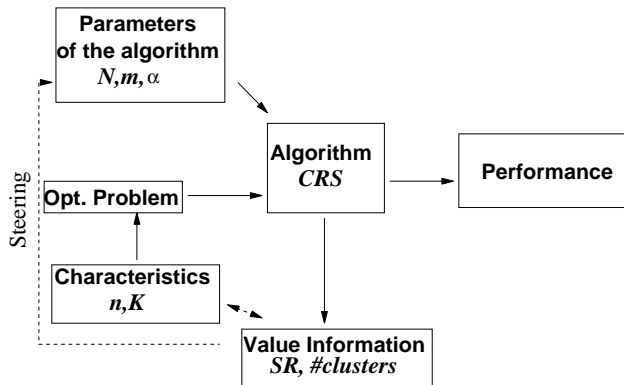 Parameters
of the algorithm
N,m,α
Algorithm
CRS
Performance
Opt. Problem
Steering
Characteristics
n,K
Value Information
SR, #clusters